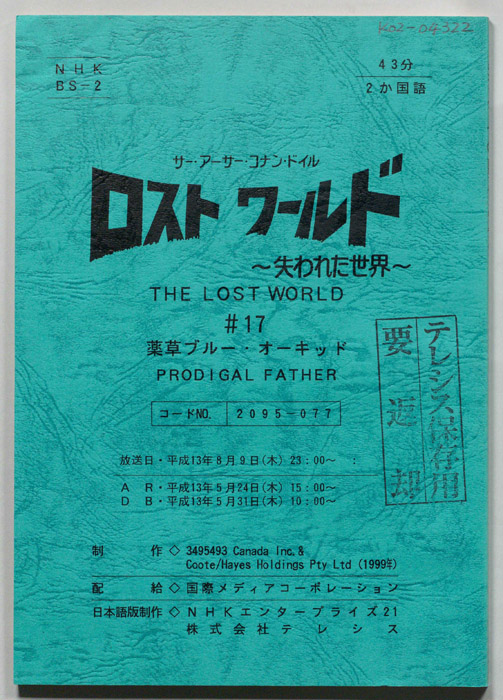 K02-04322
NHK
BS-2
43分
2か国語
サー・アーサー・コナン・ドイル
ロスト ワールド
～失われた世界～
THE LOST WORLD
#17
薬草ブルー・オーキッド
PRODIGAL FATHER
コードNO. 2095-077
放送日・平成13年8月9日(木) 23:00～ :
AR・平成13年5月24日(木) 15:00～
DB・平成13年5月31日(木) 10:00～
制作◇3495493 Canada Inc.&
Coote/Hayes Holdings Pty Ltd (1999年)
配給◇国際メディアコーポレーション
日本語版制作◇NHKエンタープライズ21
株式会社テレシス
テレシス保存用
要返却